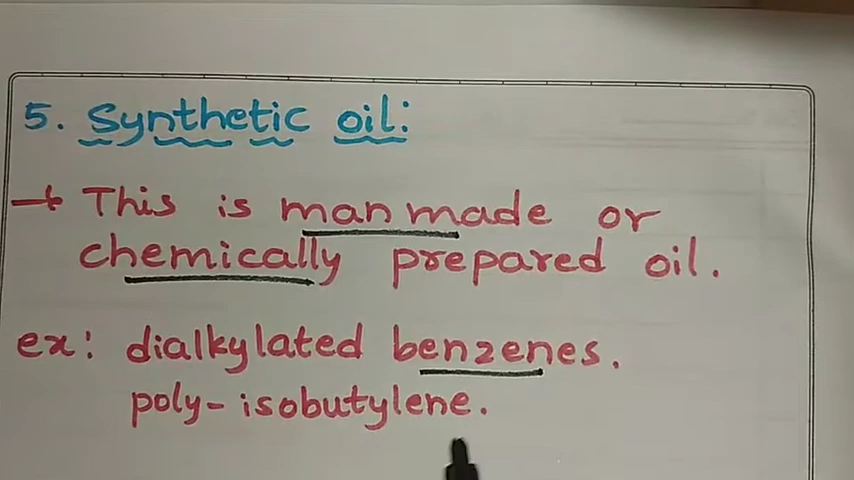 5. Synthetic oil:
→ This is man made or
chemically prepared oil.
ex: dialkylated benzenes.
poly-isobutylene.